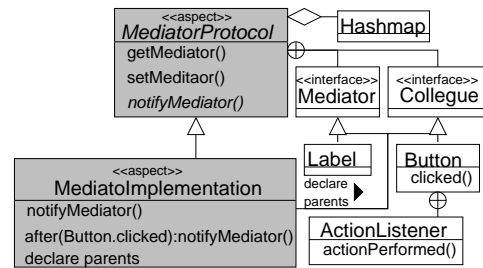 <<aspect>>
MediatorProtocol
getMediator()
setMeditaor()
notifyMediator()
Hashmap
<<interface>>
Mediator
<<interface>>
Collegue
<<aspect>>
MediatoImplementation
notifyMediator()
after(Button.clicked):notifyMediator()
declare parents
Label
declare
parents
Button
clicked()
ActionListener
actionPerformed()